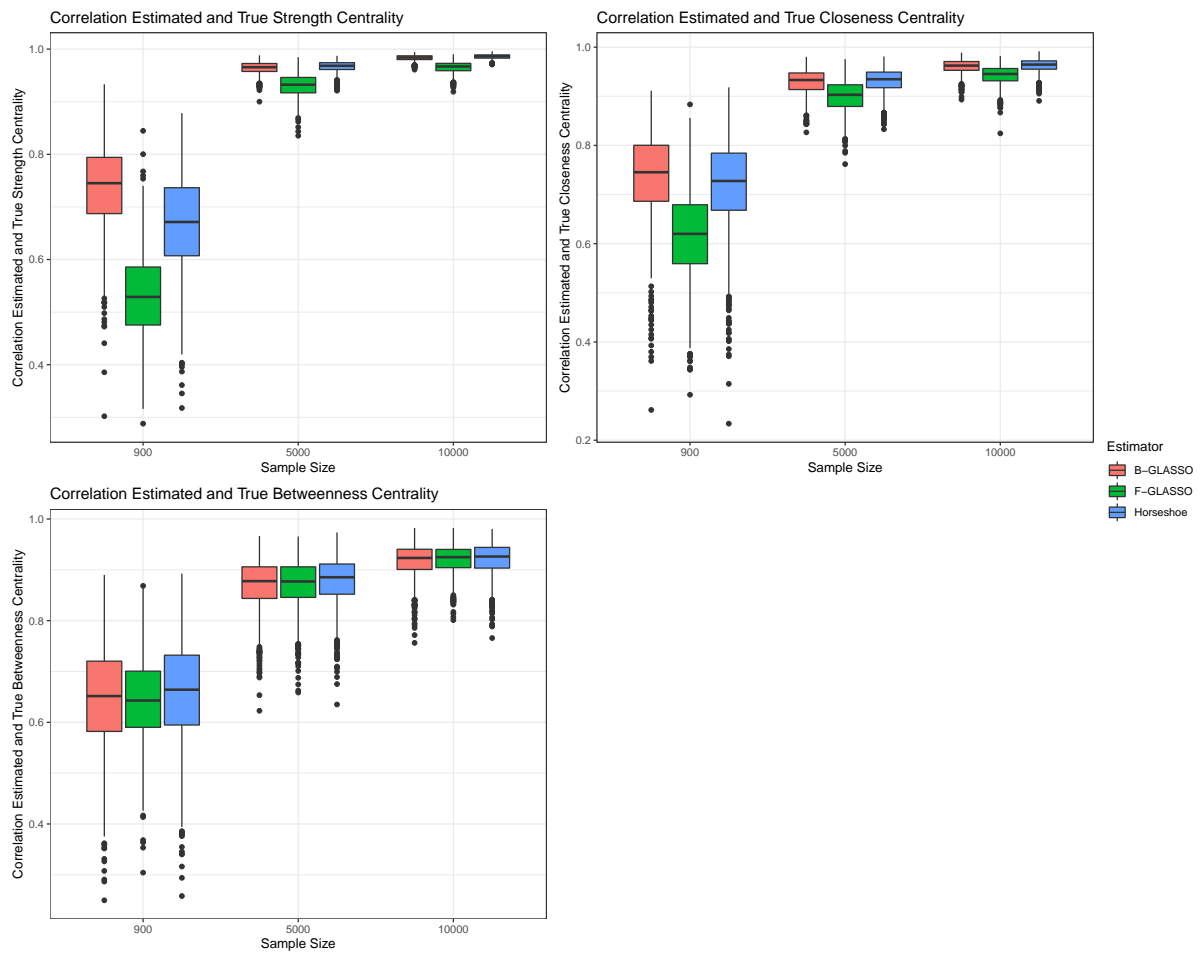 Correlation Estimated and True Strength Centrality
Correlation Estimated and True Strength Centrality
1.0
0.8
0.6
0.4
900
5000
10000
Sample Size
Correlation Estimated and True Closeness Centrality
Correlation Estimated and True Closeness Centrality
1.0
0.8
0.6
0.4
0.2
900
5000
10000
Sample Size
Estimator
B−GLASSO
F−GLASSO
Horseshoe
Correlation Estimated and True Betweenness Centrality
Correlation Estimated and True Betweenness Centrality
1.0
0.8
0.6
0.4
900
5000
10000
Sample Size